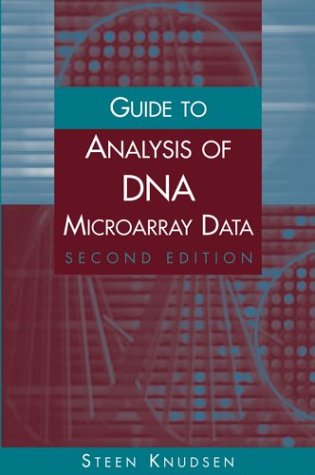 GUIDE TO
ANALYSIS OF
DNA
MICROARRAY DATA
SECOND EDITION
STEEN KNUDSEN